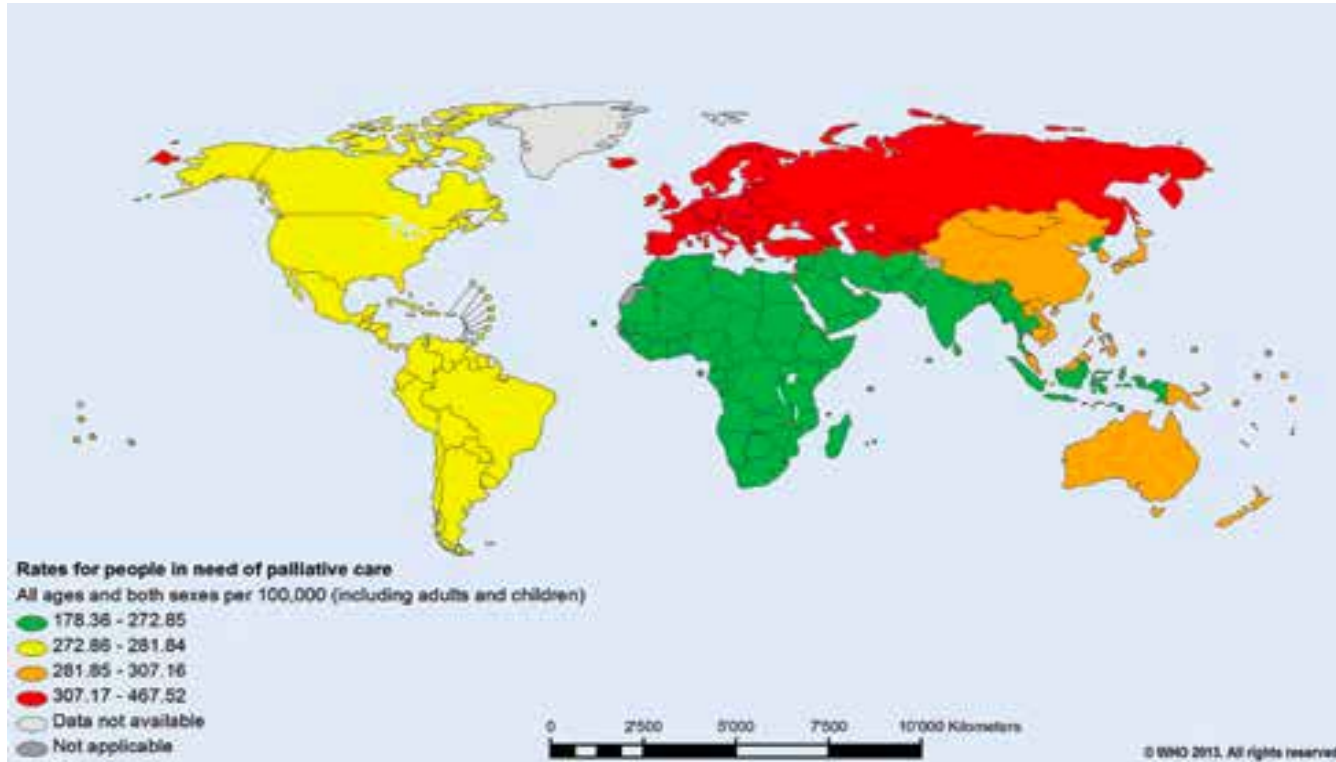 Rates for people in need of palliative care
All ages and both sexes per 100,000 (including adults and children)
178.36 - 272.85
272.86 - 281.84
281.85 - 307.16
307.17 - 467.52
Data not available
Not applicable
0 2'500 5'000 7'500 10'000 Kilometers
© WHO 2013. All rights reserved